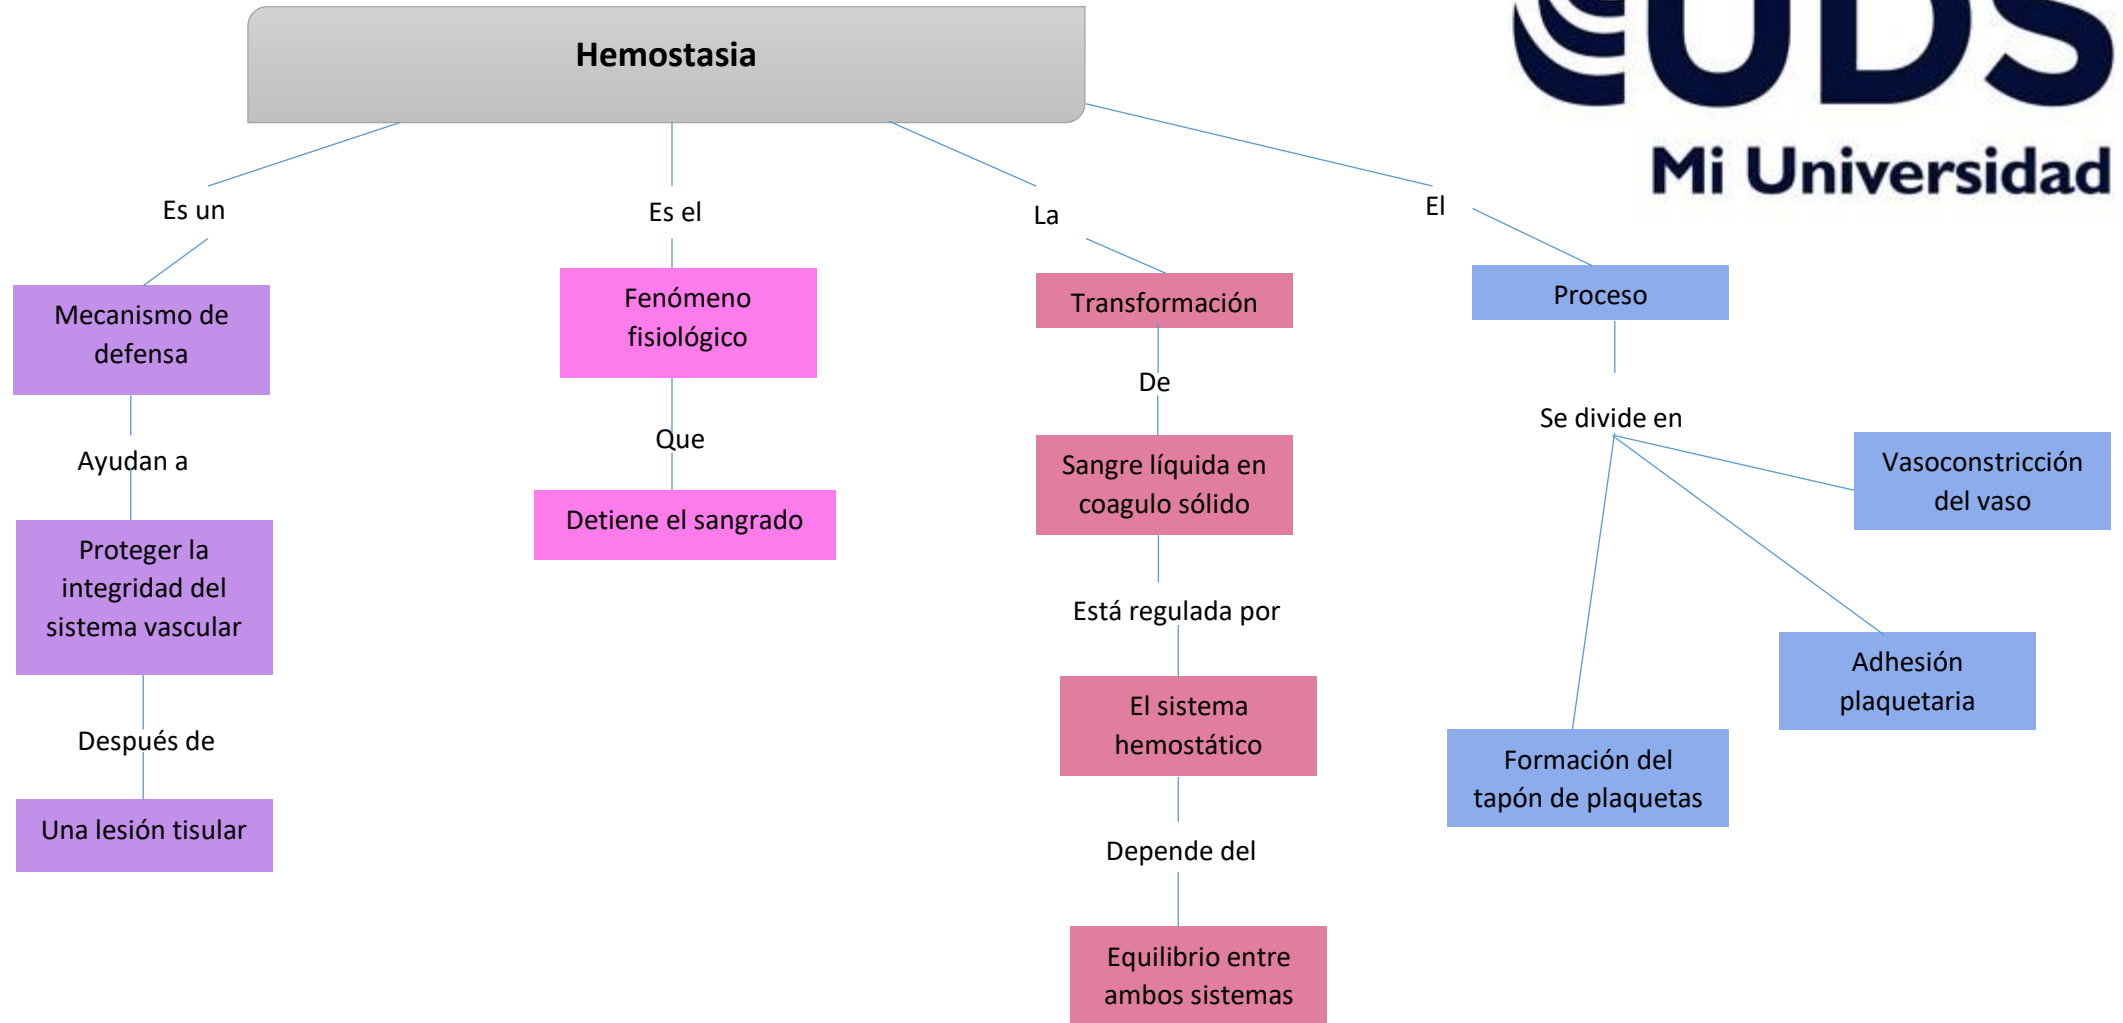 Hemostasia
UDS
Mi Universidad
Es un
Es el
La
El
Mecanismo de
defensa
Fenómeno
fisiológico
Transformación
Proceso
Ayudan a
Que
De
Se divide en
Proteger la
integridad del
sistema vascular
Detiene el sangrado
Sangre líquida en
coagulo sólido
Vasoconstricción
del vaso
Después de
Está regulada por
Adhesión
plaquetaria
Una lesión tisular
El sistema
hemostático
Formación del
tapón de plaquetas
Depende del
Equilibrio entre
ambos sistemas